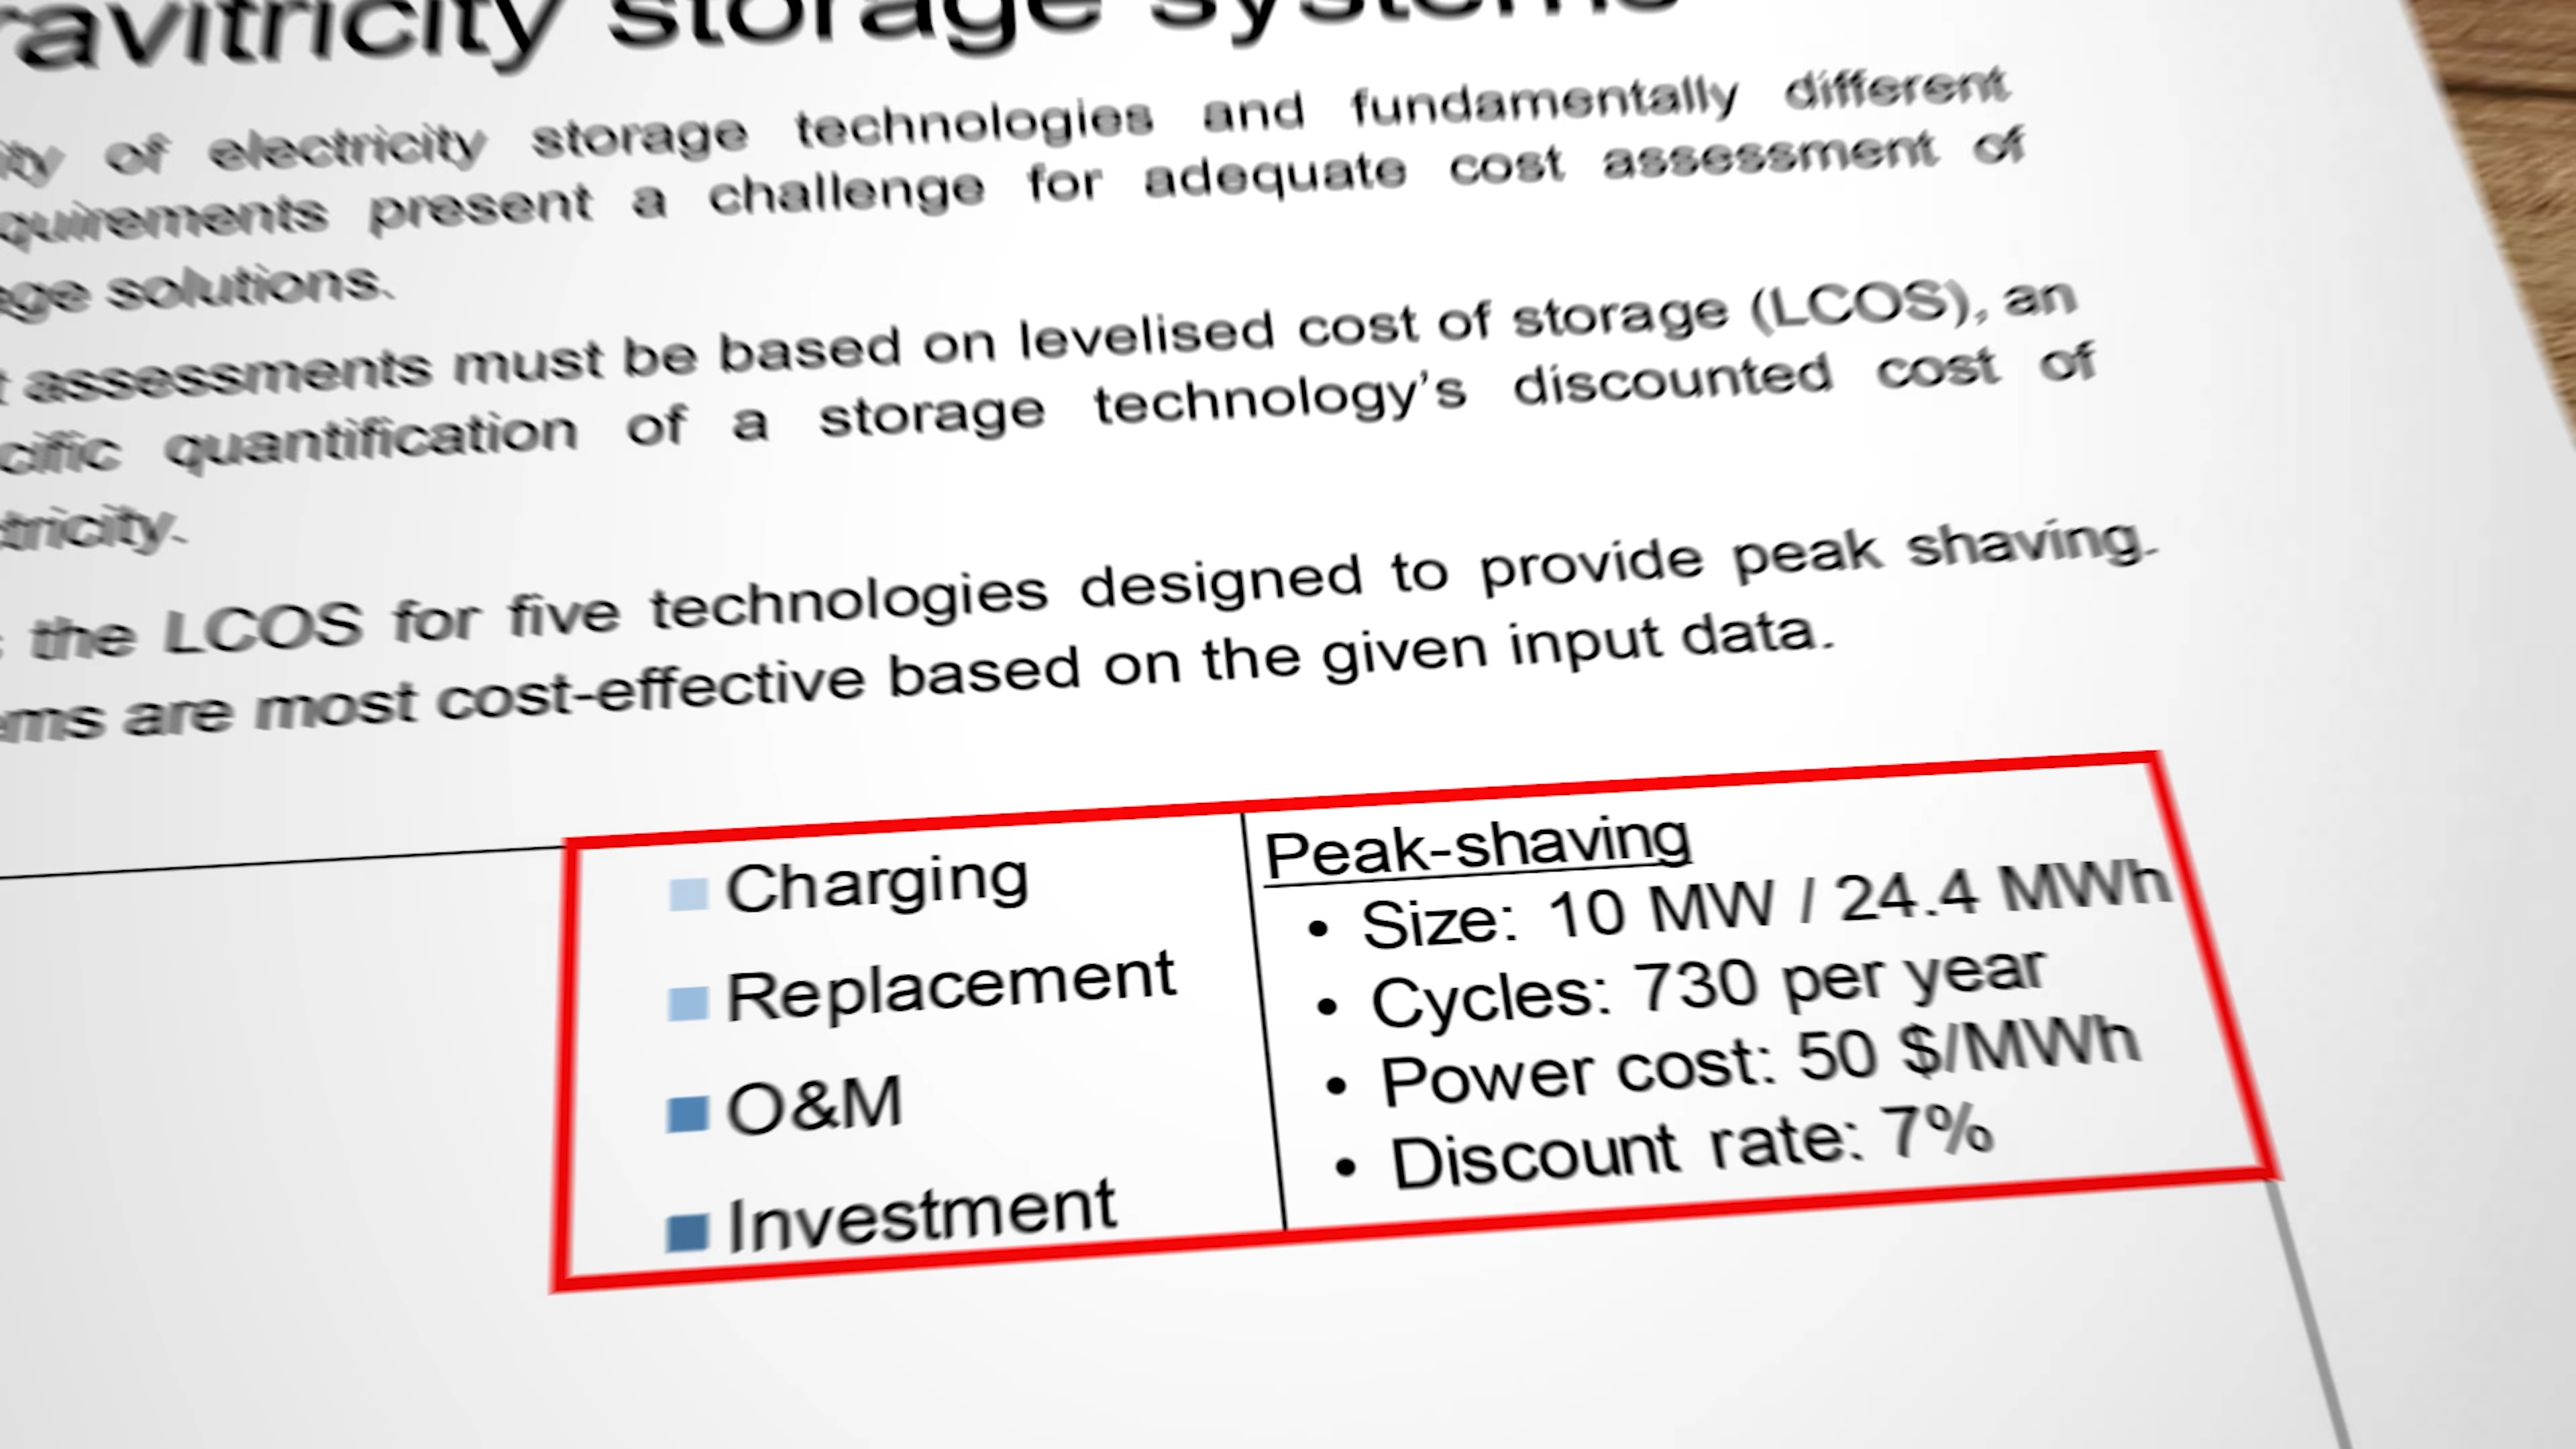 ravitricity storage systems
ity of electricity storage technologies and fundamentally different
quirements present a challenge for adequate cost assessment of
age solutions.
t assessments must be based on levelised cost of storage (LCOS), an
cific quantification of a storage technology's discounted cost of
ctricity.
s the LCOS for five technologies designed to provide peak shaving.
ems are most cost-effective based on the given input data.
Charging
Replacement
O&M
Investment
Peak-shaving
• Size: 10 MW / 24.4 MWh
• Cycles: 730 per year
• Power cost: 50 $/MWh
• Discount rate: 7%